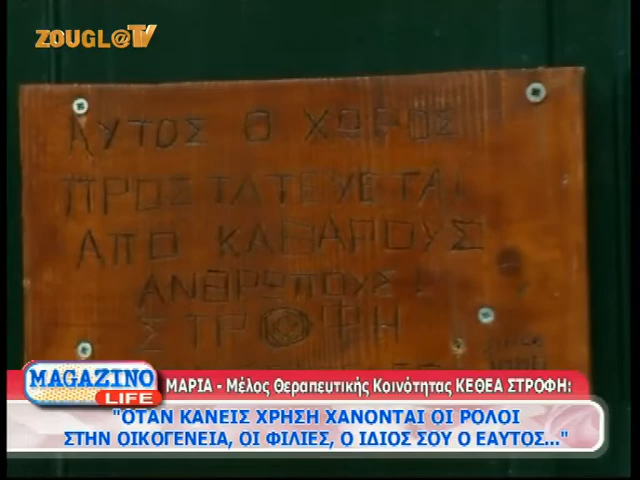 ZOUGL@TV
ΑΥΤΟΣ Ο ΧΩΡΟΣ
ΠΡΟΣΤΑΤΕΥΕΤΑΙ
ΑΠΟ ΚΑΘΑΡΟΥΣ
ΑΝΘΡΩΠΟΥΣ!
ΣΤΡΟΦΗ
MAGAZINO
LIFE
ΜΑΡΙΑ - Μέλος Θεραπευτικής Κοινότητας ΚΕΘΕΑ ΣΤΡΟΦΗ:
"ΌΤΑΝ ΚΑΝΕΙΣ ΧΡΗΣΗ ΧΑΝΟΝΤΑΙ ΟΙ ΡΟΛΟΙ
ΣΤΗΝ ΟΙΚΟΓΕΝΕΙΑ, ΟΙ ΦΙΛΙΕΣ, Ο ΙΔΙΟΣ ΣΟΥ Ο ΕΑΥΤΟΣ..."